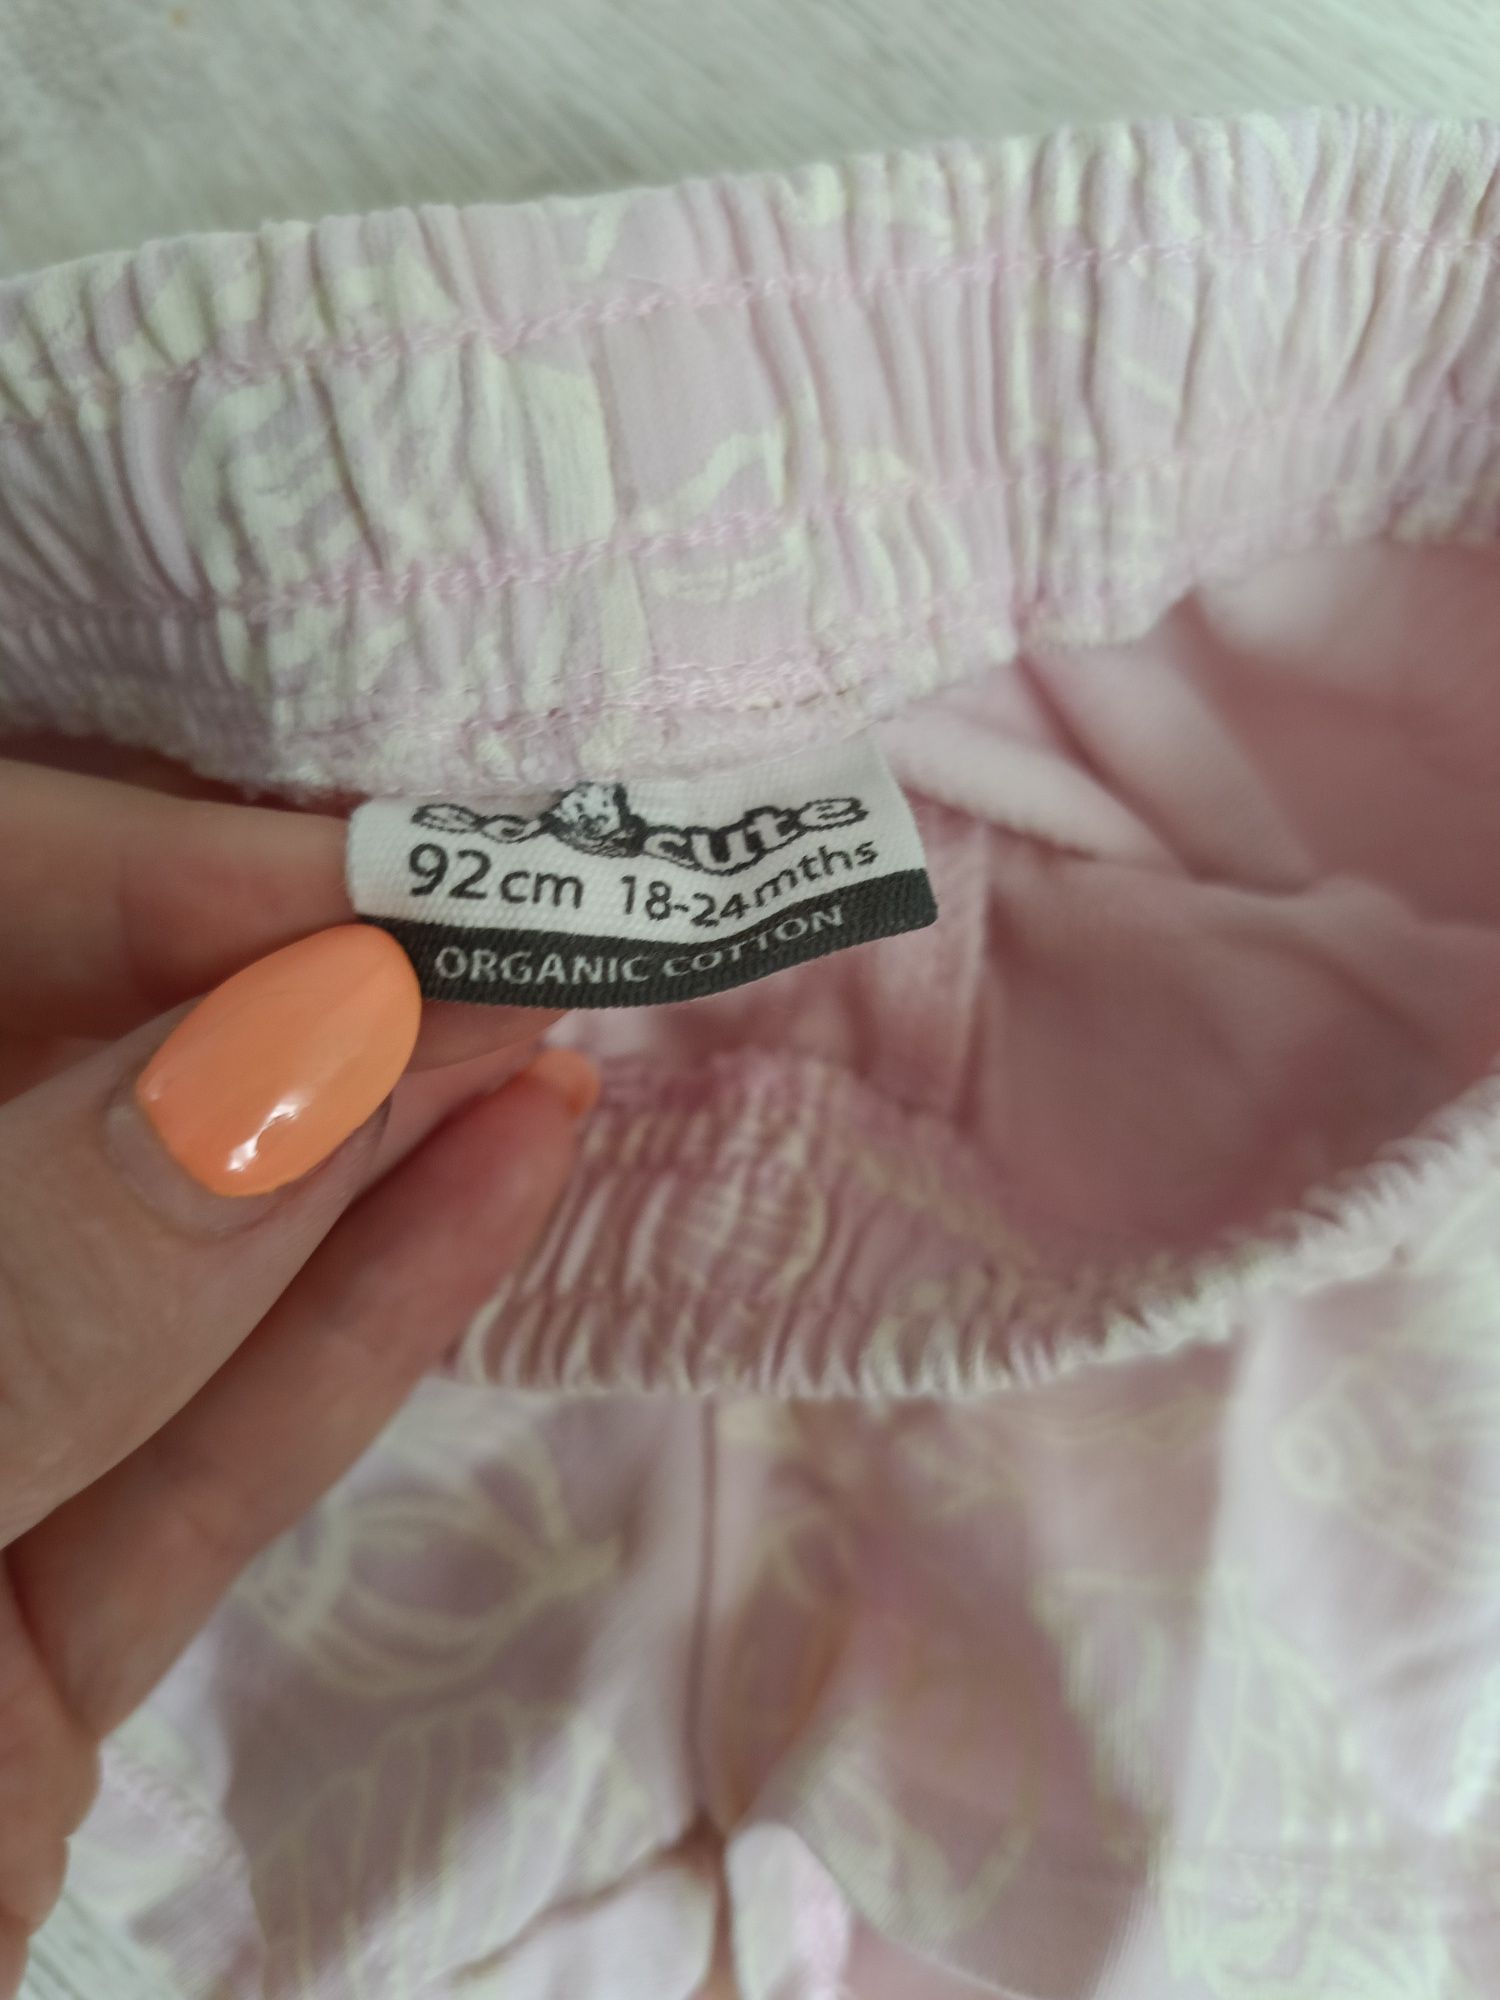 cute
92cm 18-24mths
ORGANIC COTTON